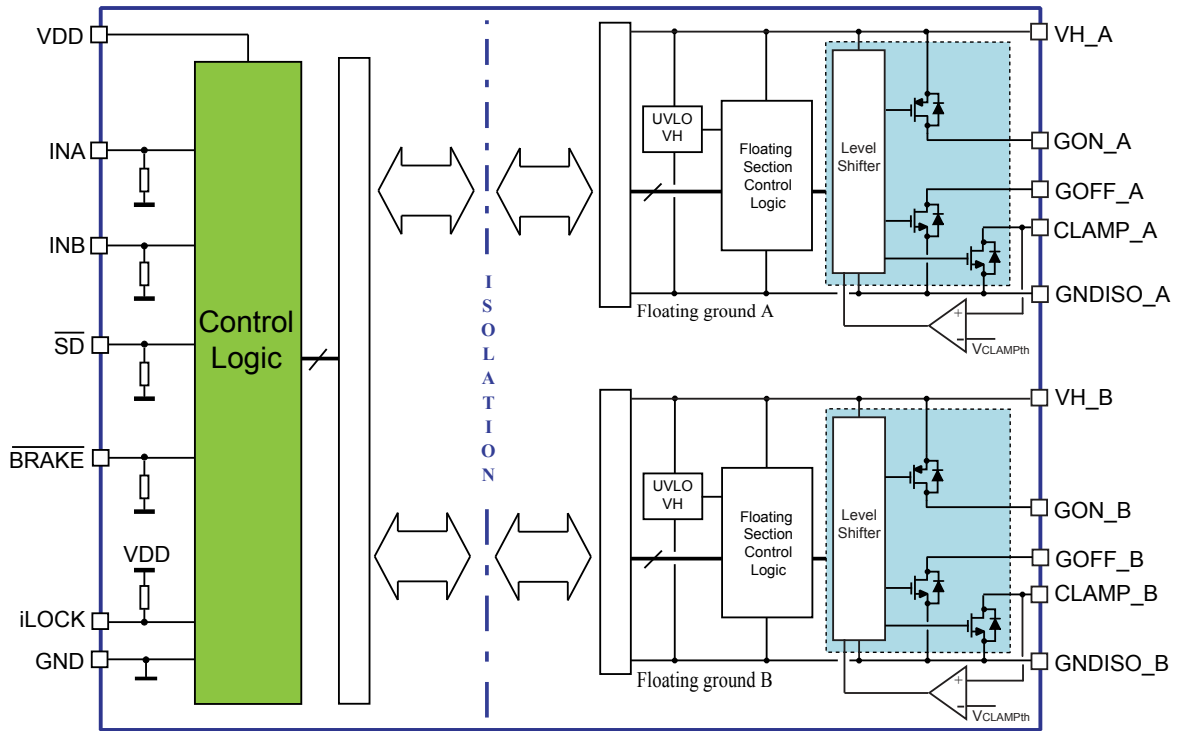 VDD
INA
INB
SD
BRAKE
VDD
iLOCK
GND
Control
Logic
ISOLATION
UVLO
VH
Floating
Section
Control
Logic
Level
Shifter
VH_A
GON_A
GOFF_A
CLAMP_A
GNDISO_A
Floating ground A
+
-
VCLAMPth
UVLO
VH
Floating
Section
Control
Logic
Level
Shifter
VH_B
GON_B
GOFF_B
CLAMP_B
GNDISO_B
Floating ground B
+
-
VCLAMPth